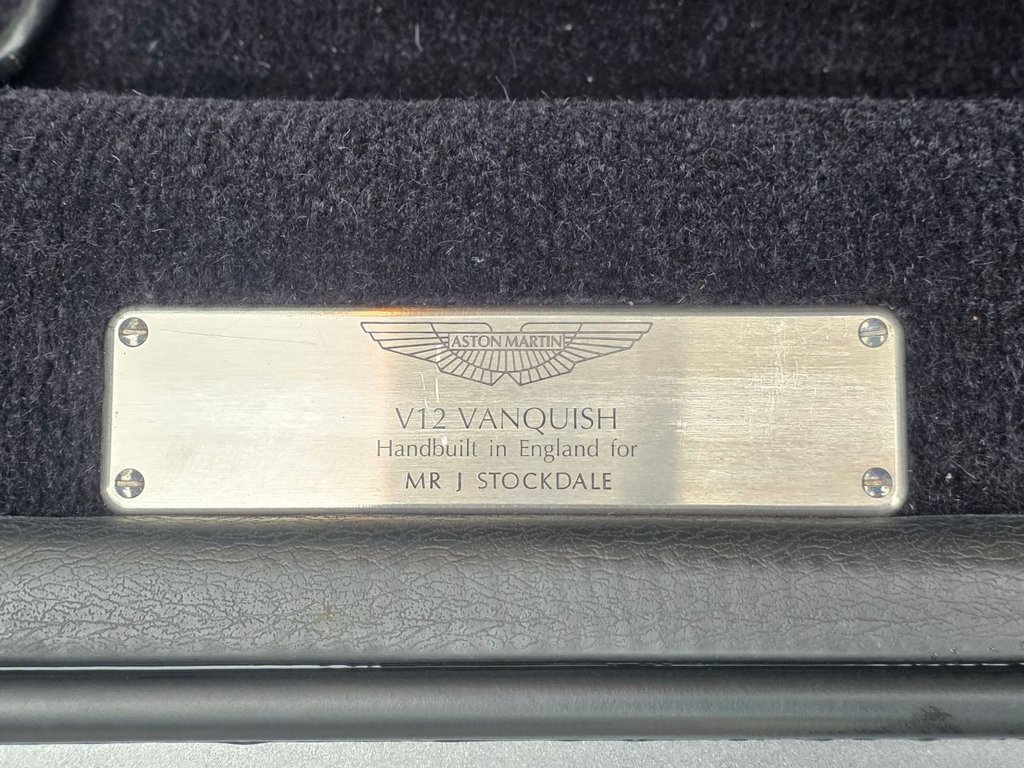 ASTON MARTIN
V12 VANQUISH
Handbuilt in England for
MR J STOCKDALE